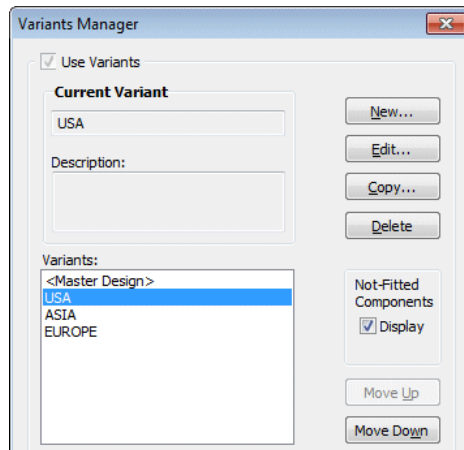 Variants Manager
Use Variants
Current Variant
USA
Description:
New...
Edit...
Copy...
Delete
Variants:
<Master Design>
USA
ASIA
EUROPE
Not-Fitted
Components
Display
Move Up
Move Down